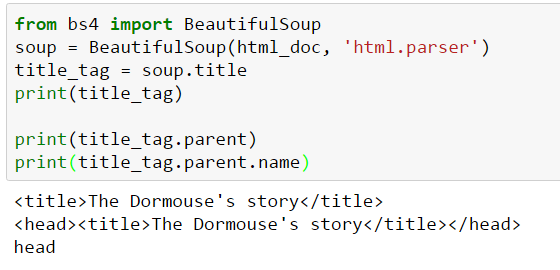 from bs4 import BeautifulSoup
soup = BeautifulSoup(html_doc, 'html.parser')
title_tag = soup.title
print(title_tag)
print(title_tag.parent)
print(title_tag.parent.name)
<title>The Dormouse's story</title>
<head><title>The Dormouse's story</title></head>
head